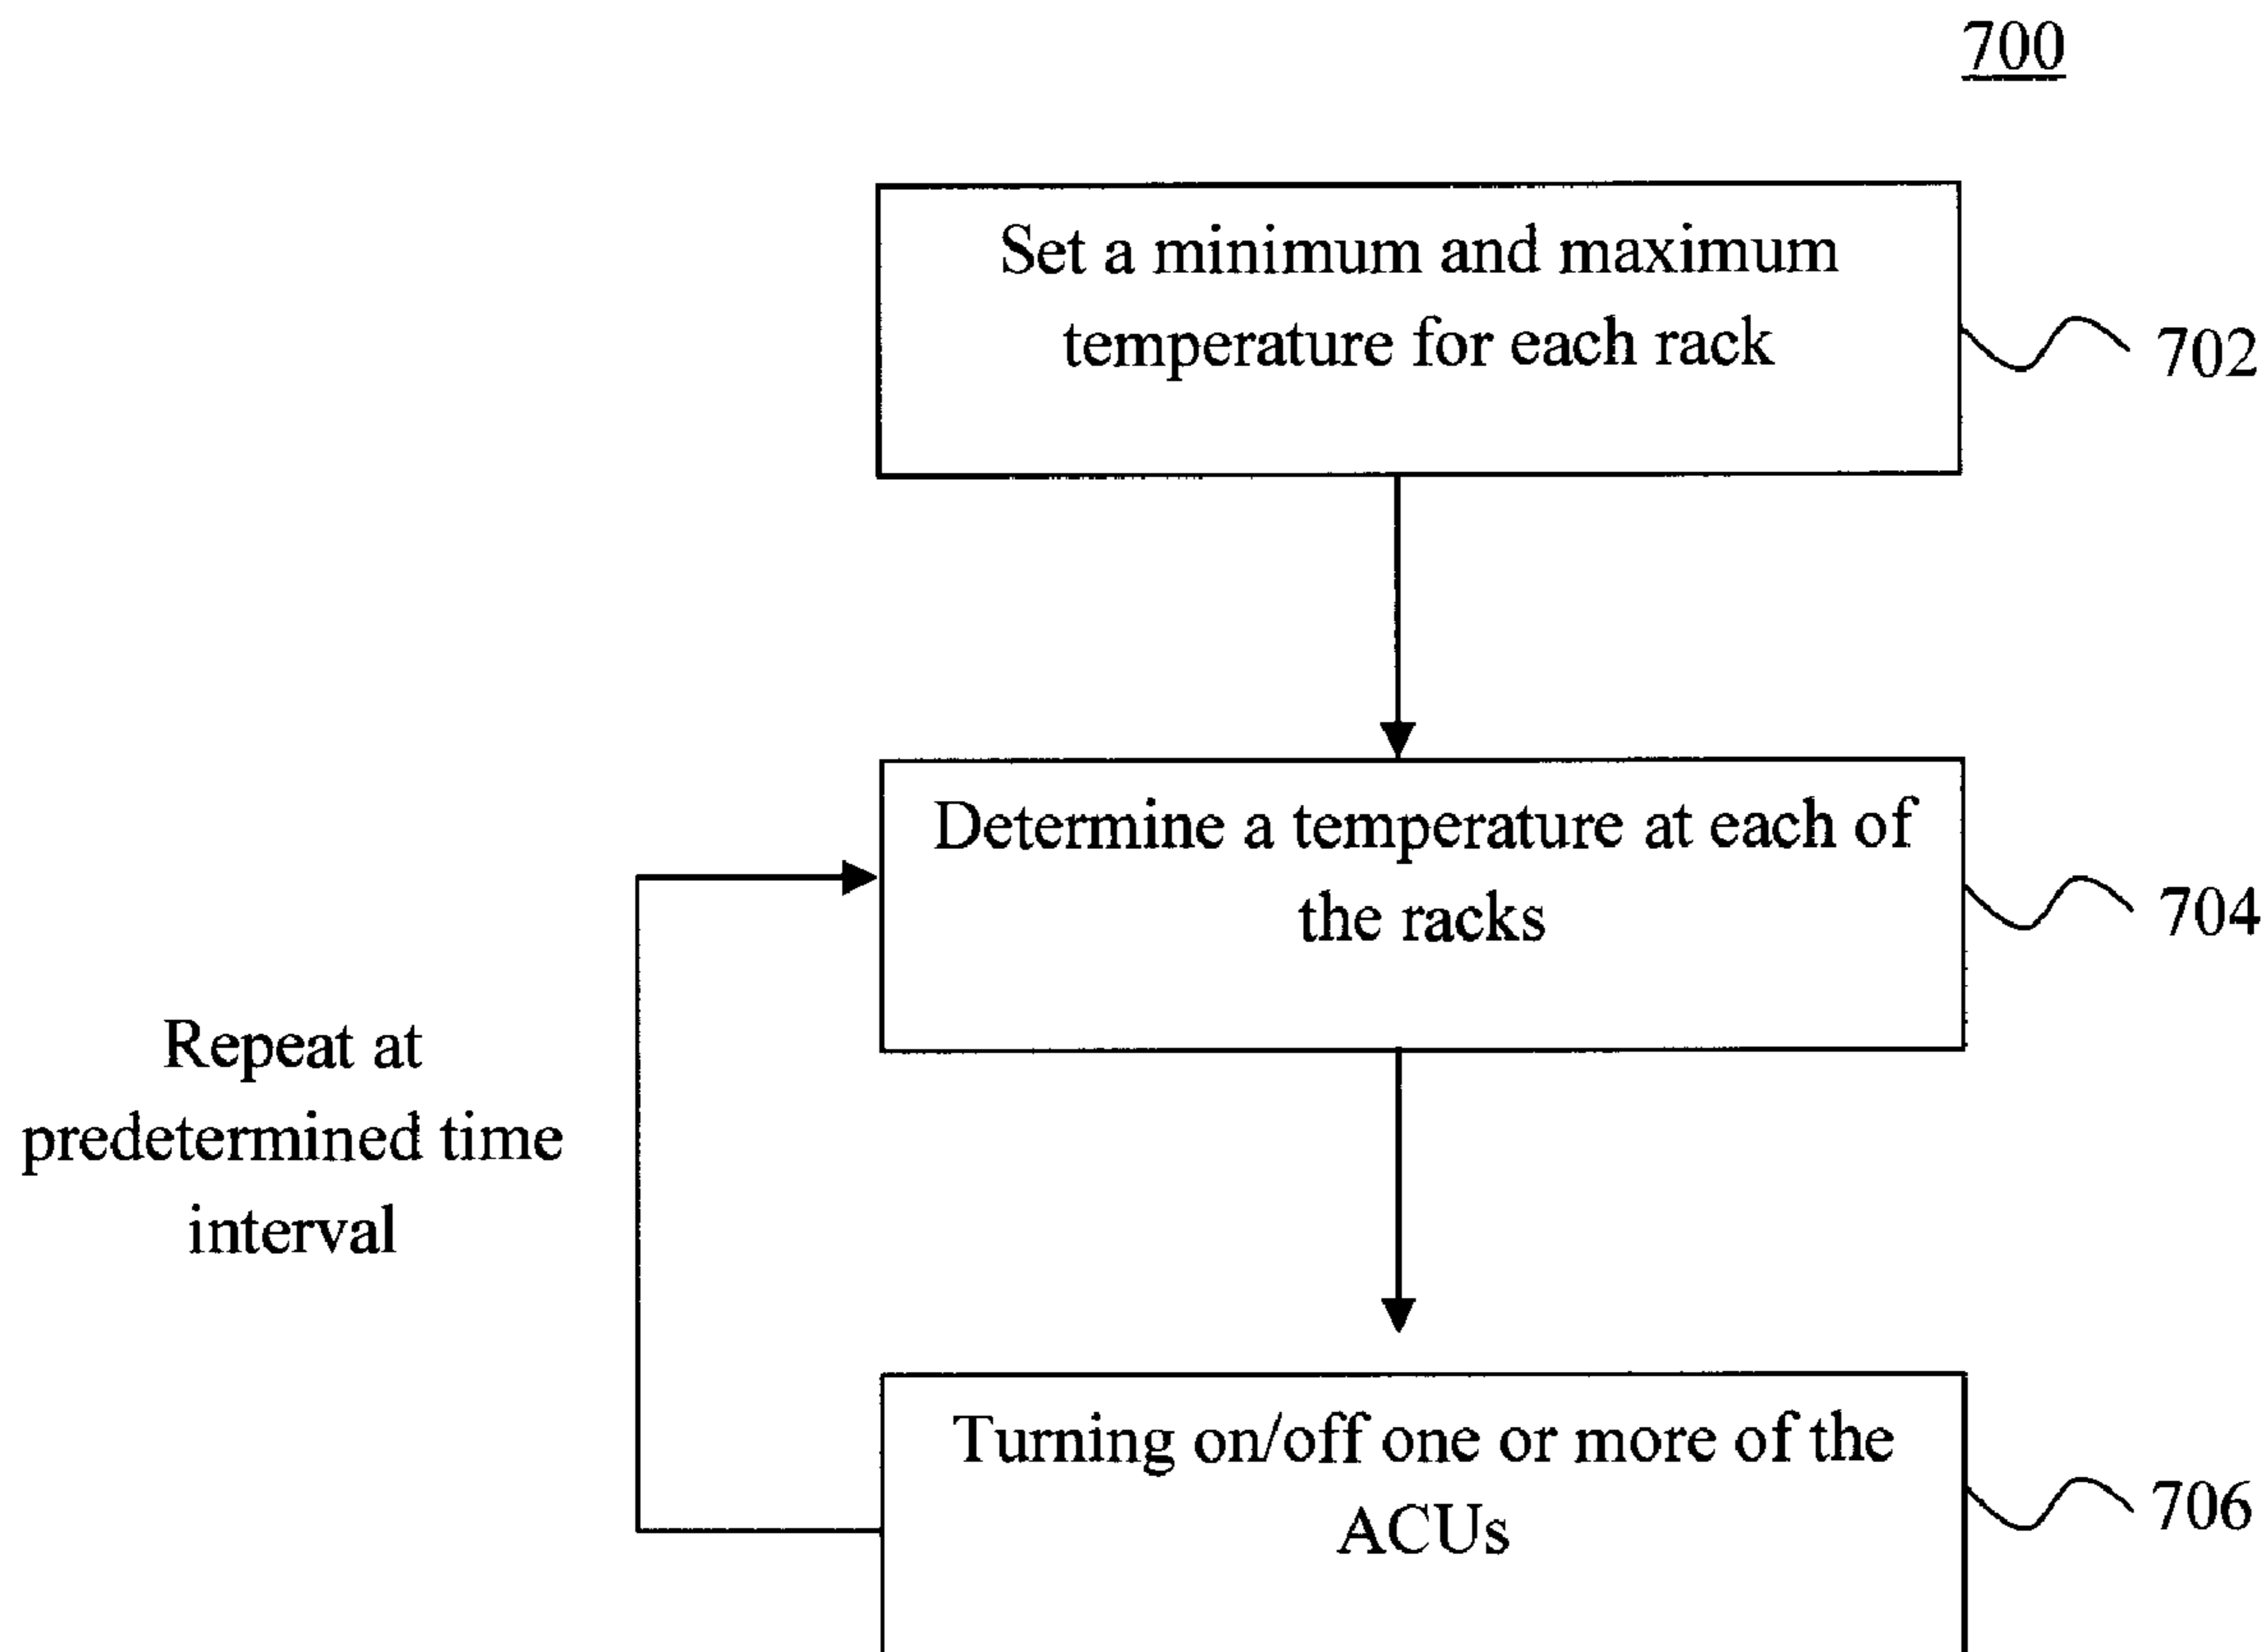 700
Set a minimum and maximum
temperature for each rack
702
Determine a temperature at each of
the racks
704
Repeat at
predetermined time
interval
Turning on/off one or more of the
ACUs
706